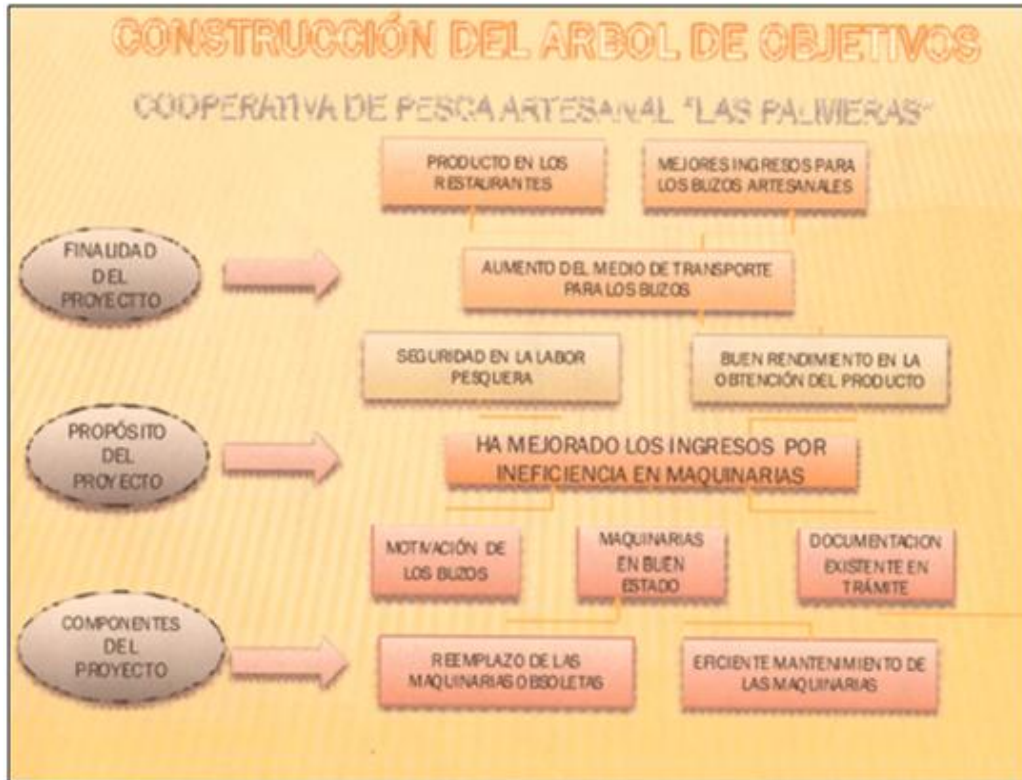 CONSTRUCCIÓN DEL ARBOL DE OBJETIVOS
COOPERATIVA DE PESCA ARTESANAL "LAS PALMERAS"
PRODUCTO EN LOS
RESTAURANTES
MEJORES INGRESOS PARA
LOS BUZOS ARTESANALES
FINALIDAD
DEL
PROYECTTO
AUMENTO DEL MEDIO DE TRANSPORTE
PARA LOS BUZOS
SEGURIDAD EN LA LABOR
PESQUERA
BUEN RENDIMIENTO EN LA
OBTENCIÓN DEL PRODUCTO
PROPÓSITO
DEL
PROYECTO
HA MEJORADO LOS INGRESOS POR
INEFICIENCIA EN MAQUINARIAS
MOTIVACIÓN DE
LOS BUZOS
MAQUINARIAS
EN BUEN
ESTADO
DOCUMENTACION
EXISTENTE EN
TRÁMITE
COMPONENTES
DEL
PROYECTO
REEMPLAZO DE LAS
MAQUINARIAS OBSOLETAS
EFICIENTE MANTENIMIENTO DE
LAS MAQUINARIAS